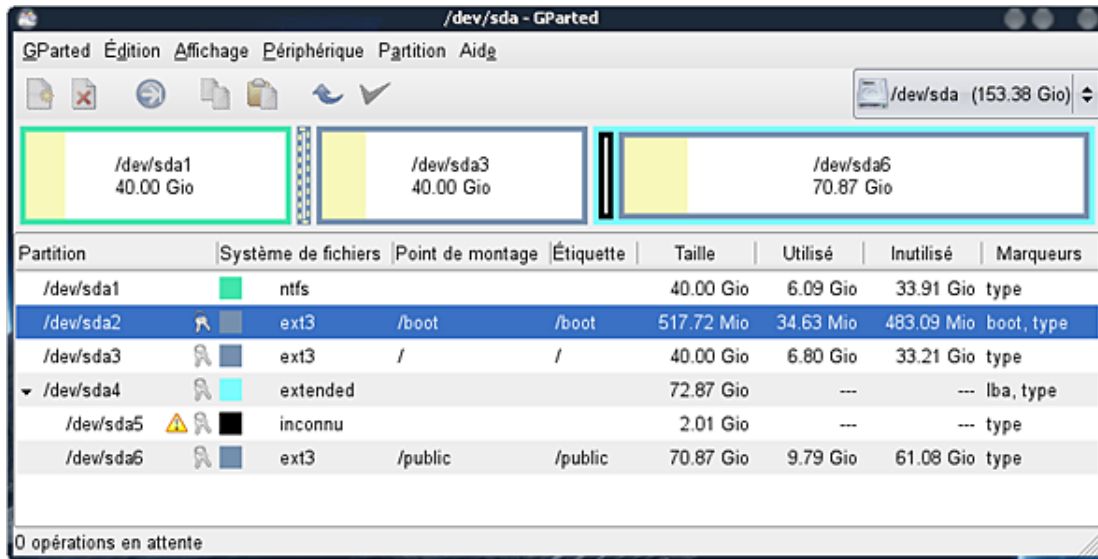 /dev/sda - GParted
GParted Édition Affichage Périphérique Partition Aide
/dev/sda (153.38 Gio)
/dev/sda1
40.00 Gio
/dev/sda3
40.00 Gio
/dev/sda6
70.87 Gio
Partition Système de fichiers Point de montage Étiquette Taille Utilisé Inutilisé Marqueurs
/dev/sda1 ntfs 40.00 Gio 6.09 Gio 33.91 Gio type
/dev/sda2 ext3 /boot /boot 517.72 Mio 34.63 Mio 483.09 Mio boot, type
/dev/sda3 ext3 / / 40.00 Gio 6.80 Gio 33.21 Gio type
/dev/sda4 extended 72.87 Gio --- --- lba, type
/dev/sda5 inconnu 2.01 Gio --- --- type
/dev/sda6 ext3 /public /public 70.87 Gio 9.79 Gio 61.08 Gio type
0 opérations en attente